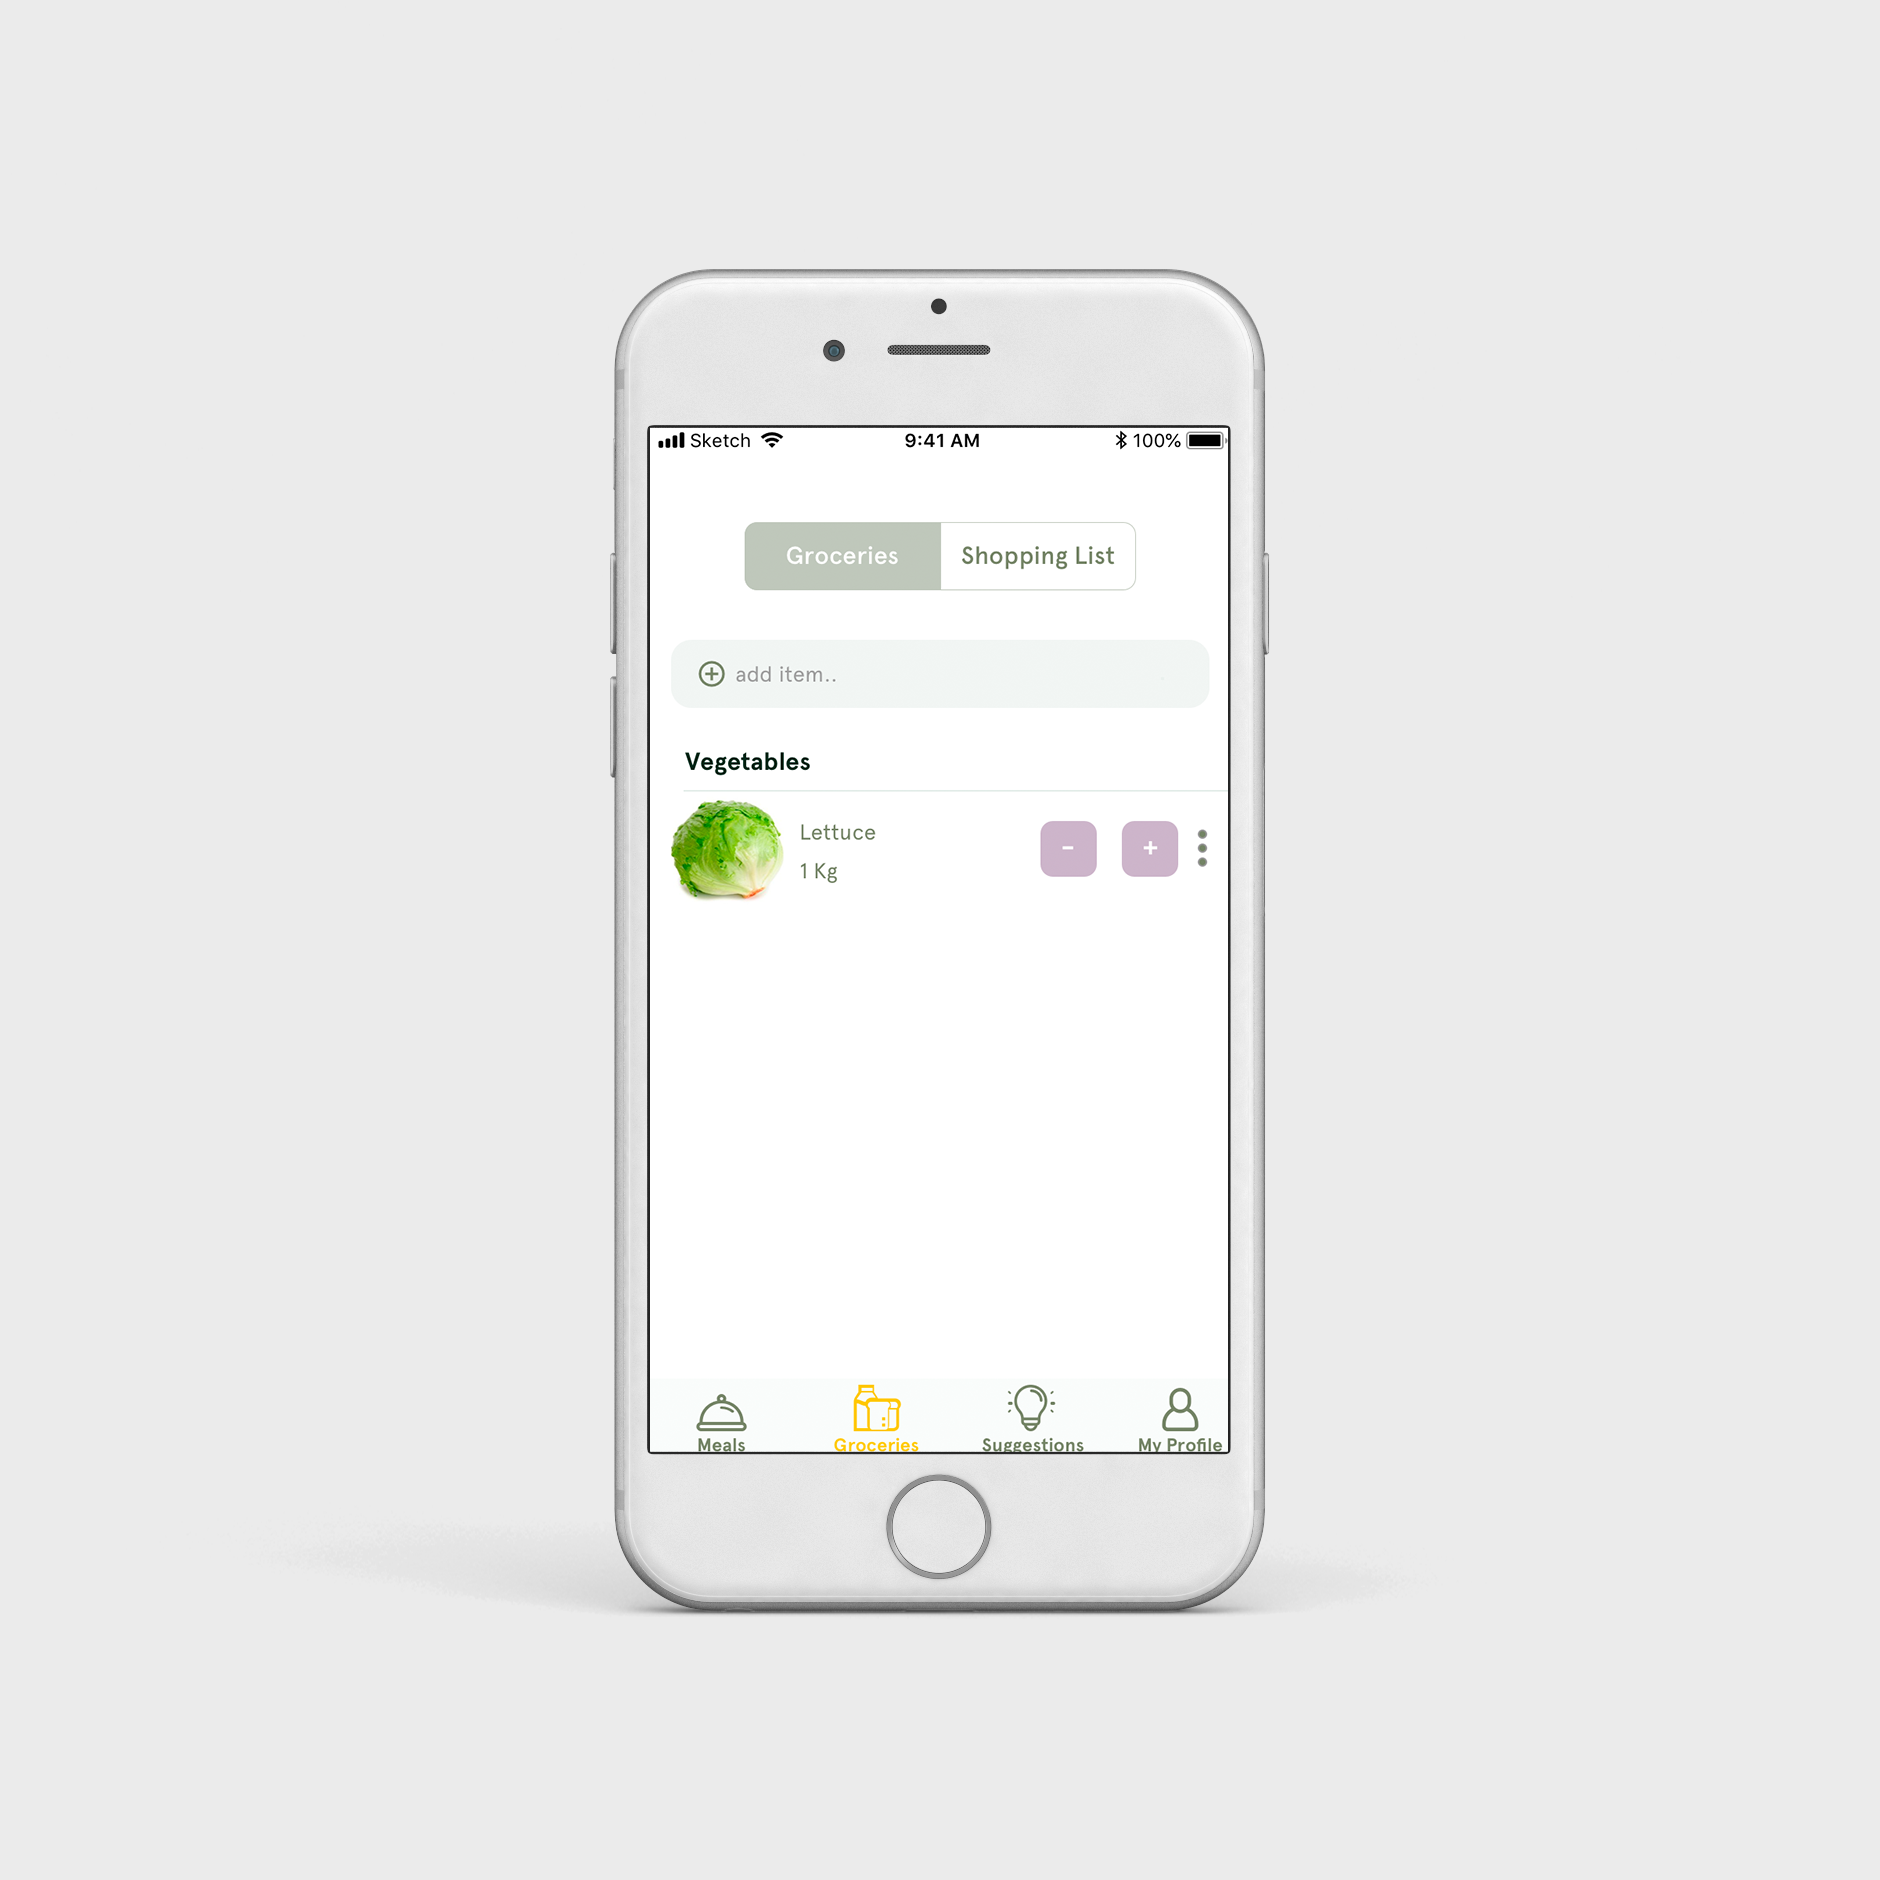 Sketch 9:41 AM 100%
Groceries Shopping List
add item..
Vegetables
Lettuce
1 Kg
- +
Meals Groceries Suggestions My Profile